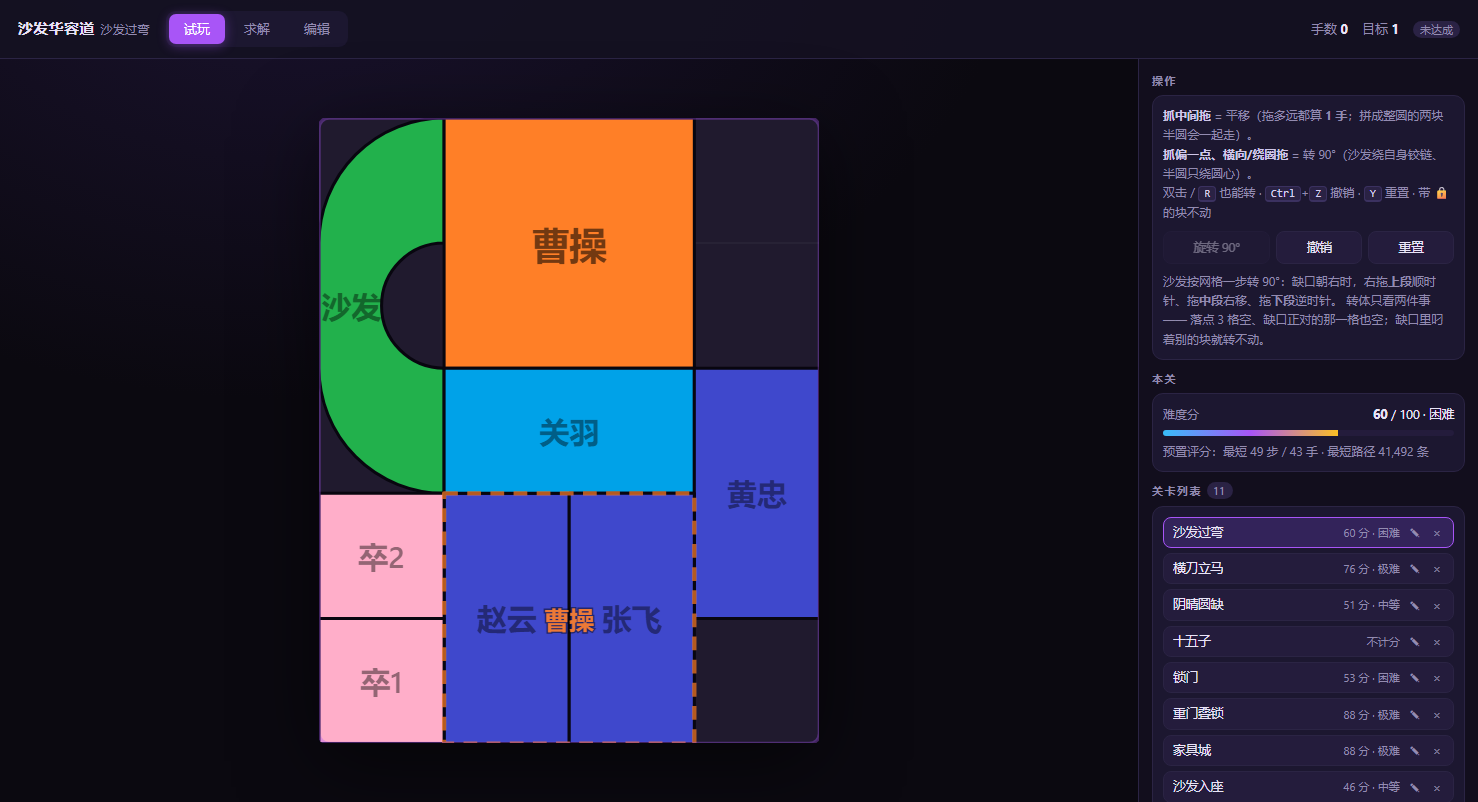 沙发华容道 沙发过弯 试玩 求解 编辑 手数 0 目标 1 未达成
操作
抓中间拖 = 平移（拖多远都算 1 手；拼成整圆的两块
半圆会一起走）。
抓偏一点、横向/绕圆拖 = 转 90°（沙发绕自身铰链、
半圆只绕圆心）。
双击 / R 也能转 · Ctrl + Z 撤销 · Y 重置 · 带 🔒
的块不动
旋转 90° 撤销 重置
沙发按网格一步转 90°：缺口朝右时，右拖上段顺时
针、拖中段右移、拖下段逆时针。 转体只看两件事
—— 落点 3 格空、缺口正对的那一格也空；缺口里叼
着别的块就转不动。
曹操
沙发
关羽
黄忠
卒2
赵云 曹操 张飞
卒1
本关
难度分 60 / 100 · 困难
预置评分：最短 49 步 / 43 手 · 最短路径 41,492 条
关卡列表 11
沙发过弯 60 分 · 困难 ×
横刀立马 76 分 · 极难 ×
阴晴圆缺 51 分 · 中等 ×
十五子 不计分 ×
锁门 53 分 · 困难 ×
重门叠锁 88 分 · 极难 ×
家具城 88 分 · 极难 ×
沙发入座 46 分 · 中等 ×